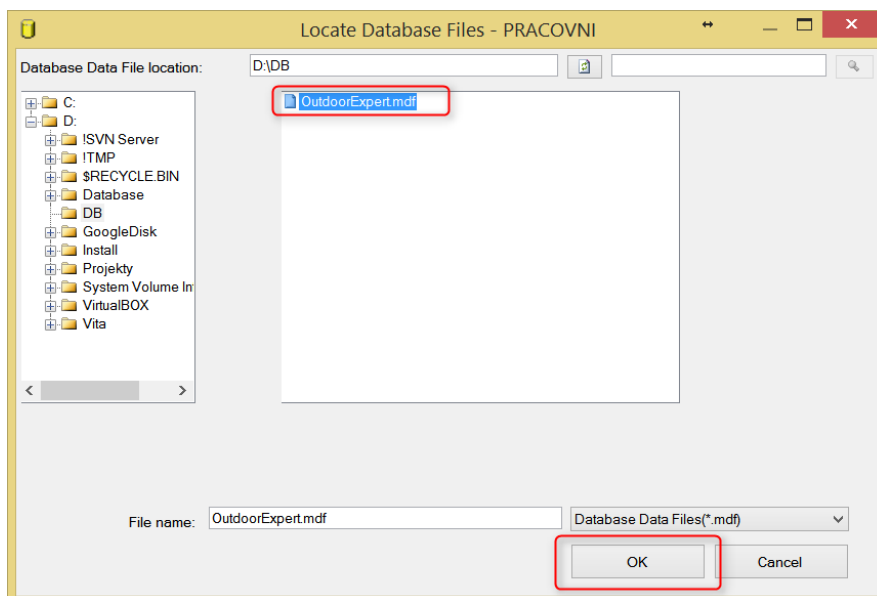 Locate Database Files - PRACOVNI
Database Data File location:
D:\DB
C:
D:
!SVN Server
!TMP
$RECYCLE.BIN
Database
DB
GoogleDisk
Install
Projekty
System Volume In
VirtualBOX
Vita
OutdoorExpert.mdf
File name:
OutdoorExpert.mdf
Database Data Files(*.mdf)
OK
Cancel